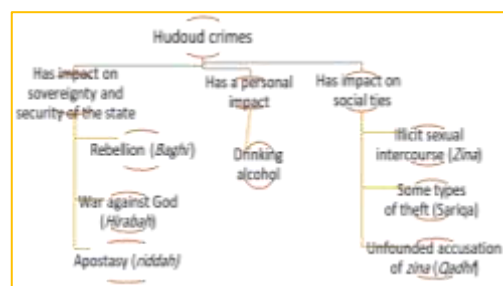 Hudoud crimes
Has impact on
sovereignty and
security of the state
Rebellion (Baghi)
War against God
(Hirabah)
Apostasy (riddah)
Has a personal
impact
Drinking
alcohol
Has impact on
social ties
Illicit sexual
intercourse (Zina)
Some types
of theft (Sariqa)
Unfounded accusation
of zina (Qadhf)